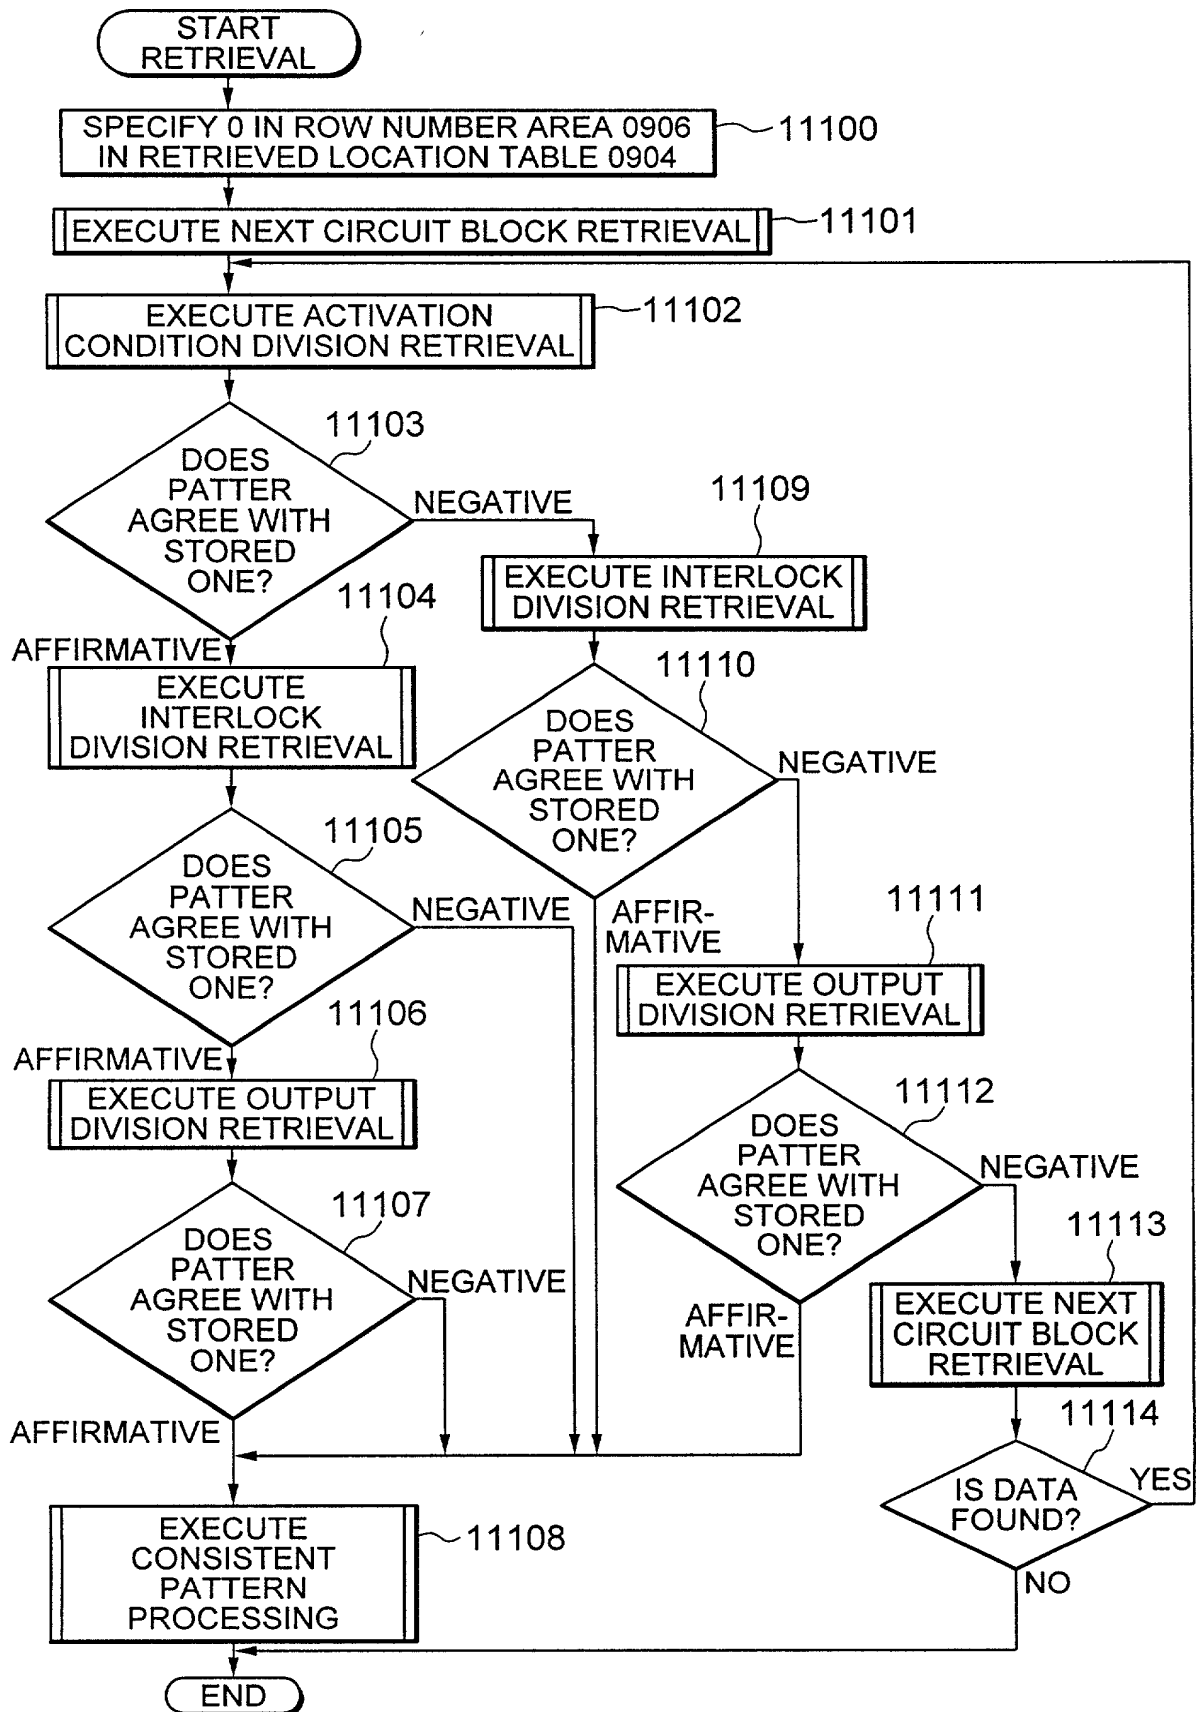 START
RETRIEVAL
SPECIFY 0 IN ROW NUMBER AREA 0906
IN RETRIEVED LOCATION TABLE 0904
11100
EXECUTE NEXT CIRCUIT BLOCK RETRIEVAL
11101
EXECUTE ACTIVATION
CONDITION DIVISION RETRIEVAL
11102
11103
DOES
PATTER
AGREE WITH
STORED
ONE?
NEGATIVE
AFFIRMATIVE
11104
EXECUTE
INTERLOCK
DIVISION RETRIEVAL
11105
DOES
PATTER
AGREE WITH
STORED
ONE?
NEGATIVE
AFFIRMATIVE
11106
EXECUTE OUTPUT
DIVISION RETRIEVAL
11107
DOES
PATTER
AGREE WITH
STORED
ONE?
NEGATIVE
AFFIRMATIVE
EXECUTE
CONSISTENT
PATTERN
PROCESSING
11108
END
11109
EXECUTE INTERLOCK
DIVISION RETRIEVAL
11110
DOES
PATTER
AGREE WITH
STORED
ONE?
NEGATIVE
AFFIR-
MATIVE
11111
EXECUTE OUTPUT
DIVISION RETRIEVAL
11112
DOES
PATTER
AGREE WITH
STORED
ONE?
NEGATIVE
AFFIR-
MATIVE
11113
EXECUTE NEXT
CIRCUIT BLOCK
RETRIEVAL
11114
IS DATA
FOUND?
YES
NO